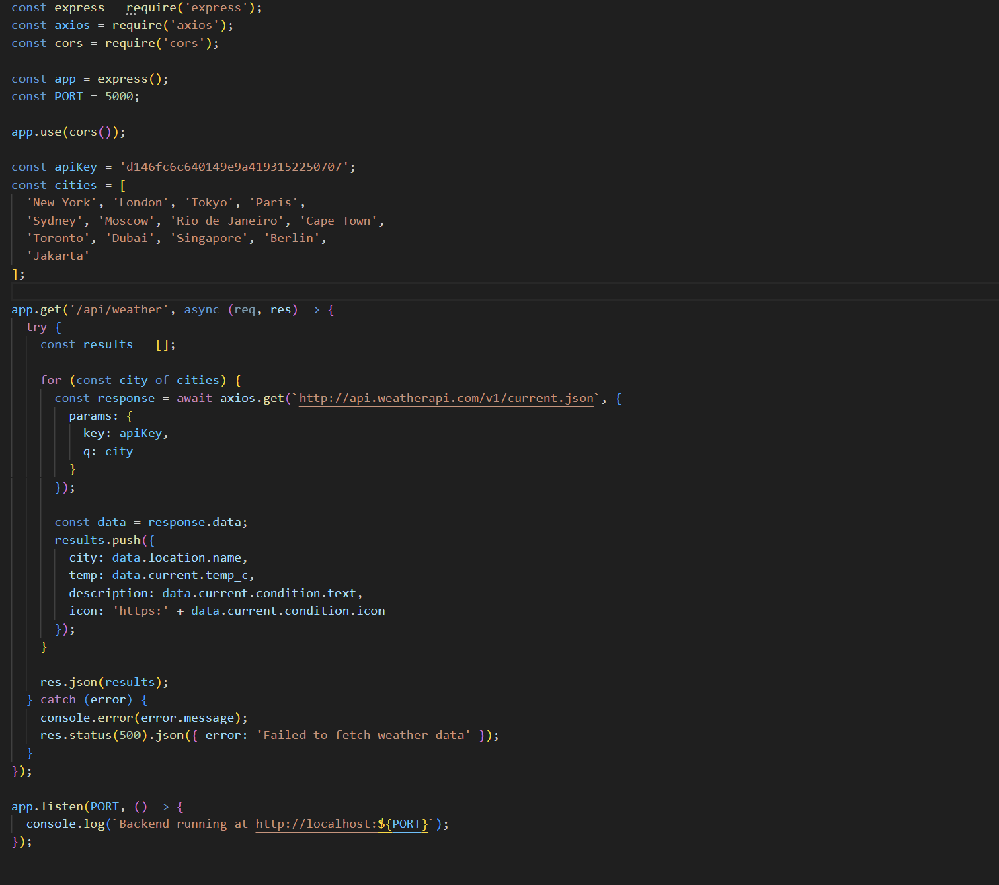 const express = require('express');
const axios = require('axios');
const cors = require('cors');

const app = express();
const PORT = 5000;

app.use(cors());

const apiKey = 'd146fc6c640149e9a4193152250707';
const cities = [
  'New York', 'London', 'Tokyo', 'Paris',
  'Sydney', 'Moscow', 'Rio de Janeiro', 'Cape Town',
  'Toronto', 'Dubai', 'Singapore', 'Berlin',
  'Jakarta'
];

app.get('/api/weather', async (req, res) => {
  try {
    const results = [];

    for (const city of cities) {
      const response = await axios.get(`http://api.weatherapi.com/v1/current.json`, {
        params: {
          key: apiKey,
          q: city
        }
      });

      const data = response.data;
      results.push({
        city: data.location.name,
        temp: data.current.temp_c,
        description: data.current.condition.text,
        icon: 'https:' + data.current.condition.icon
      });
    }

    res.json(results);
  } catch (error) {
    console.error(error.message);
    res.status(500).json({ error: 'Failed to fetch weather data' });
  }
});

app.listen(PORT, () => {
  console.log(`Backend running at http://localhost:${PORT}`);
});